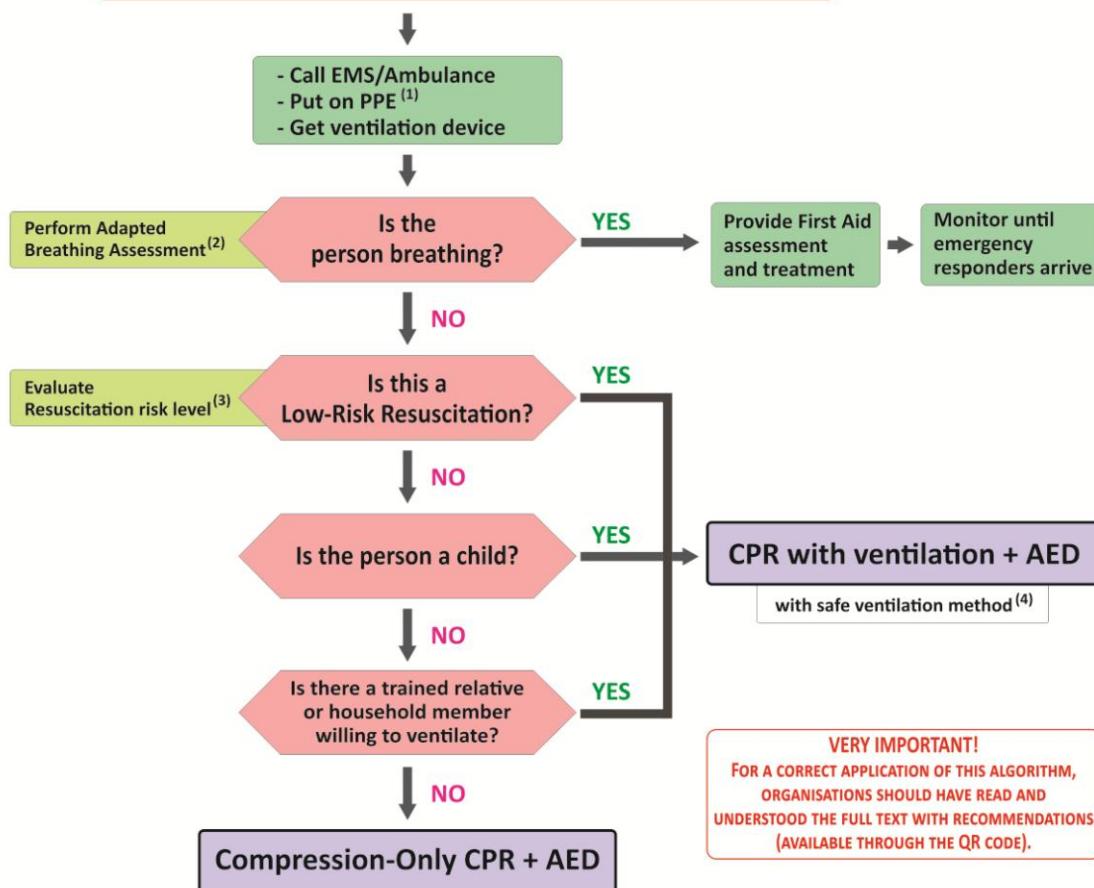 - Call EMS/Ambulance
- Put on PPE (1)
- Get ventilation device
Perform Adapted
Breathing Assessment (2)
Is the
person breathing?
YES
Provide First Aid
assessment
and treatment
Monitor until
emergency
responders arrive
NO
Evaluate
Resuscitation risk level (3)
Is this a
Low-Risk Resuscitation?
YES
NO
Is the person a child?
YES
CPR with ventilation + AED
with safe ventilation method (4)
NO
Is there a trained relative
or household member
willing to ventilate?
YES
NO
Compression-Only CPR + AED
VERY IMPORTANT!
FOR A CORRECT APPLICATION OF THIS ALGORITHM,
ORGANISATIONS SHOULD HAVE READ AND
UNDERSTOOD THE FULL TEXT WITH RECOMMENDATIONS
(AVAILABLE THROUGH THE QR CODE).